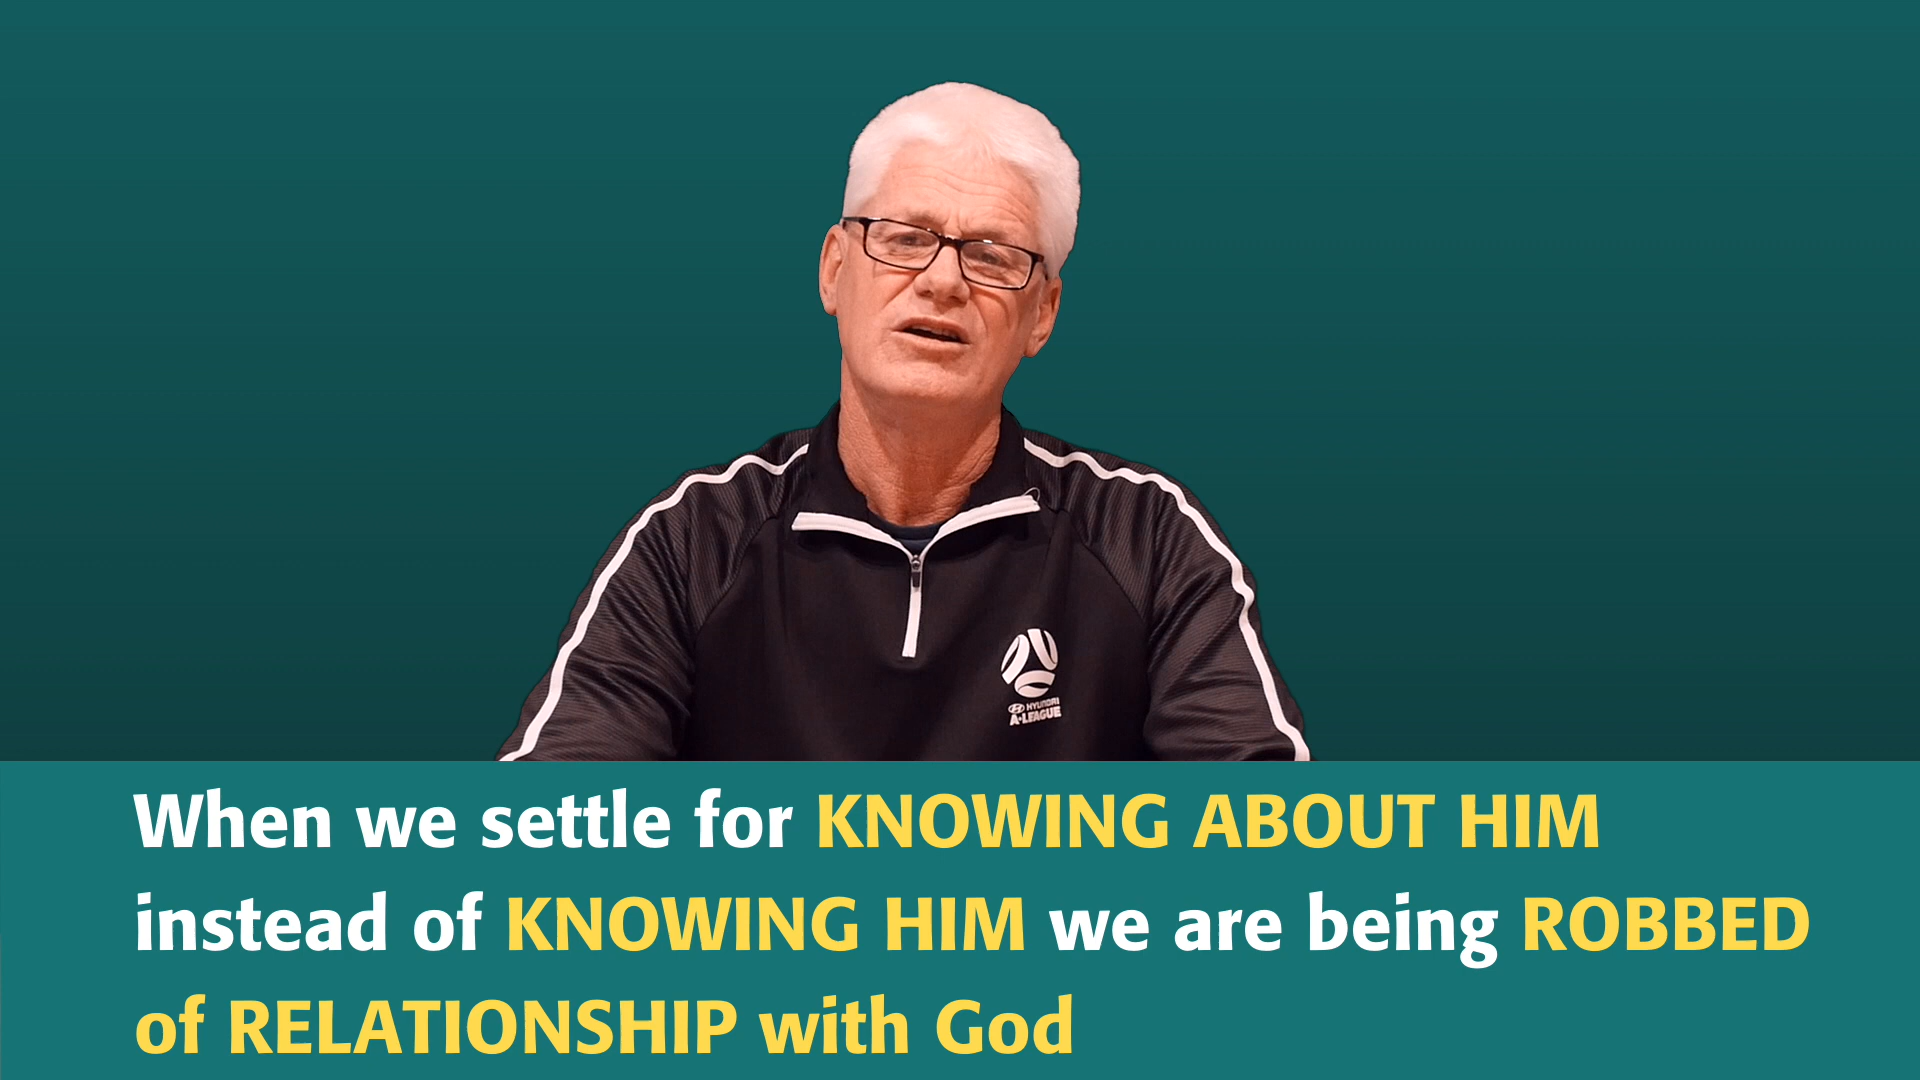 HYUNDAI
A-LEAGUE
When we settle for KNOWING ABOUT HIM
instead of KNOWING HIM we are being ROBBED
of RELATIONSHIP with God